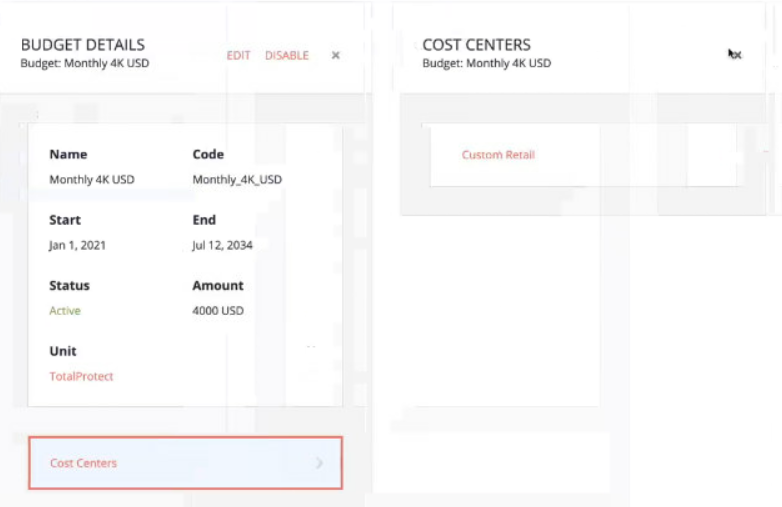 BUDGET DETAILS
Budget: Monthly 4K USD
EDIT DISABLE
Name Code
Monthly 4K USD Monthly_4K_USD
Start End
Jan 1, 2021 Jul 12, 2034
Status Amount
Active 4000 USD
Unit
TotalProtect
Cost Centers
COST CENTERS
Budget: Monthly 4K USD
Custom Retail